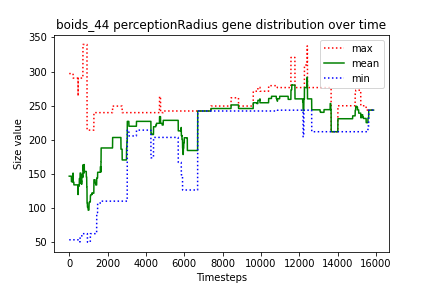 boids_44 perceptionRadius gene distribution over time
max
mean
min
350
300
250
200
150
100
50
Size value
0
2000
4000
6000
8000
10000
12000
14000
16000
Timesteps